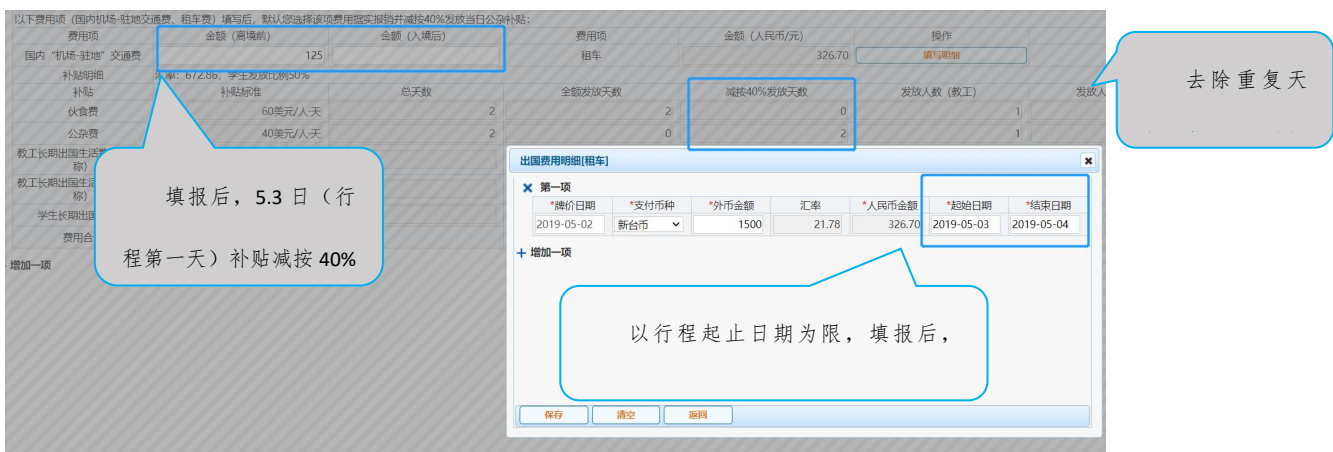 以下费用项（国内机场-驻地交通费、租车费）填写后，默认您选择该项费用据实报销并减按40%发放当日公杂补贴：
费用项 金额（离境前） 金额（入境后） 费用项 金额（人民币/元） 操作
国内“机场-驻地”交通费 125 租车 326.70 填写明细
补贴明细 率：672.86，学生发放比例50%
补贴 补贴标准 总天数 全额发放天数 减按40%发放天数 发放人数（教工） 发放人
伙食费 60美元/人·天 2 2 0 1
公杂费 40美元/人·天 2 0 2 1
教工长期出国生活费
称）
教工长期出国生活
称）
学生长期出国
费用合
增加一项
填报后，5.3日（行
程第一天）补贴减按40%
去除重复天
出国费用明细[租车]
第一项
*牌价日期 *支付币种 *外币金额 汇率 *人民币金额 *起始日期 *结束日期
2019-05-02 新台币 1500 21.78 326.70 2019-05-03 2019-05-04
增加一项
以行程起止日期为限，填报后，
保存 清空 返回